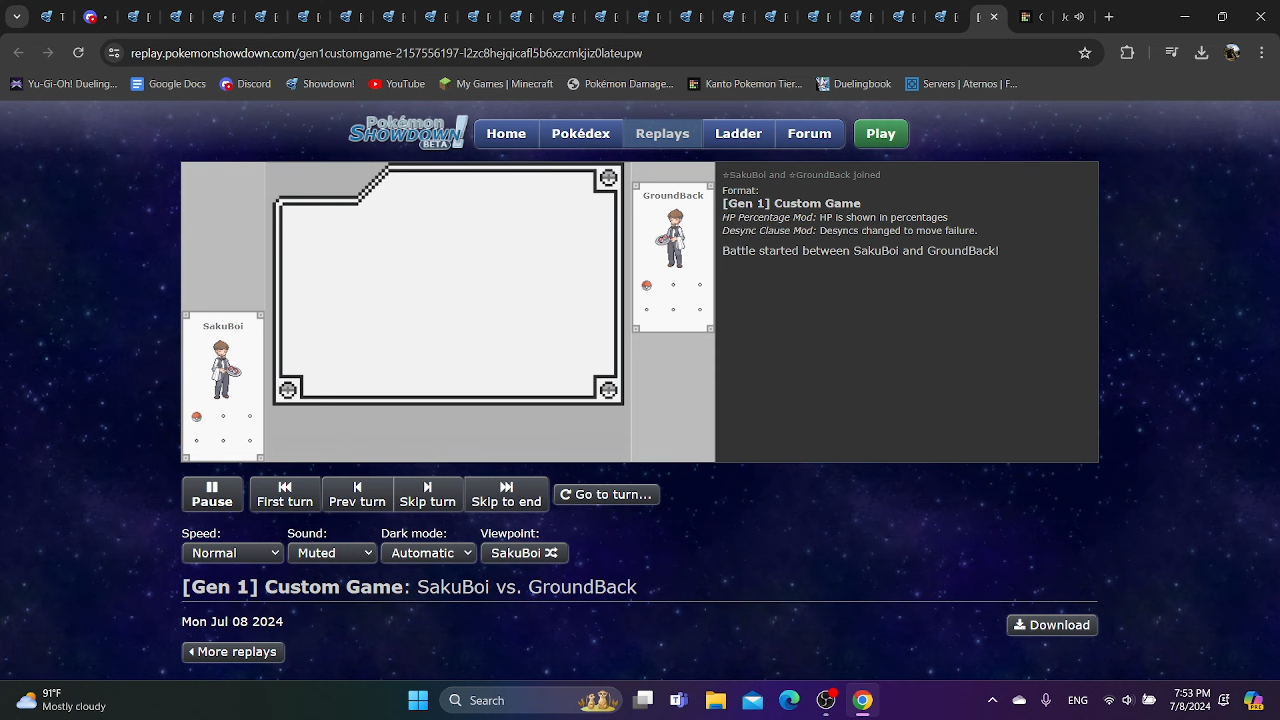 replay.pokemonshowdown.com/gen1customgame-2157556197-l2zc8hejqicafl5b6xzcmkjiz0lateupw
Yu-Gi-Oh! Dueling...
Google Docs
Discord
Showdown!
YouTube
My Games | Minecraft
Pokémon Damage...
Kanto Pokemon Tier...
Duelingbook
Servers | Aternos | F...
Pokémon
SHOWDOWN!
BETA
Home
Pokédex
Replays
Ladder
Forum
Play
GroundBack
SakuBoi
☆SakuBoi and ☆GroundBack joined
Format:
[Gen 1] Custom Game
HP Percentage Mod: HP is shown in percentages
Desync Clause Mod: Desyncs changed to move failure.
Battle started between SakuBoi and GroundBack!
Pause
First turn
Prev turn
Skip turn
Skip to end
Go to turn...
Speed:
Sound:
Dark mode:
Viewpoint:
Normal
Muted
Automatic
SakuBoi
[Gen 1] Custom Game: SakuBoi vs. GroundBack
Mon Jul 08 2024
Download
More replays
91°F
Mostly cloudy
Search
ENG
7:53 PM
7/8/2024